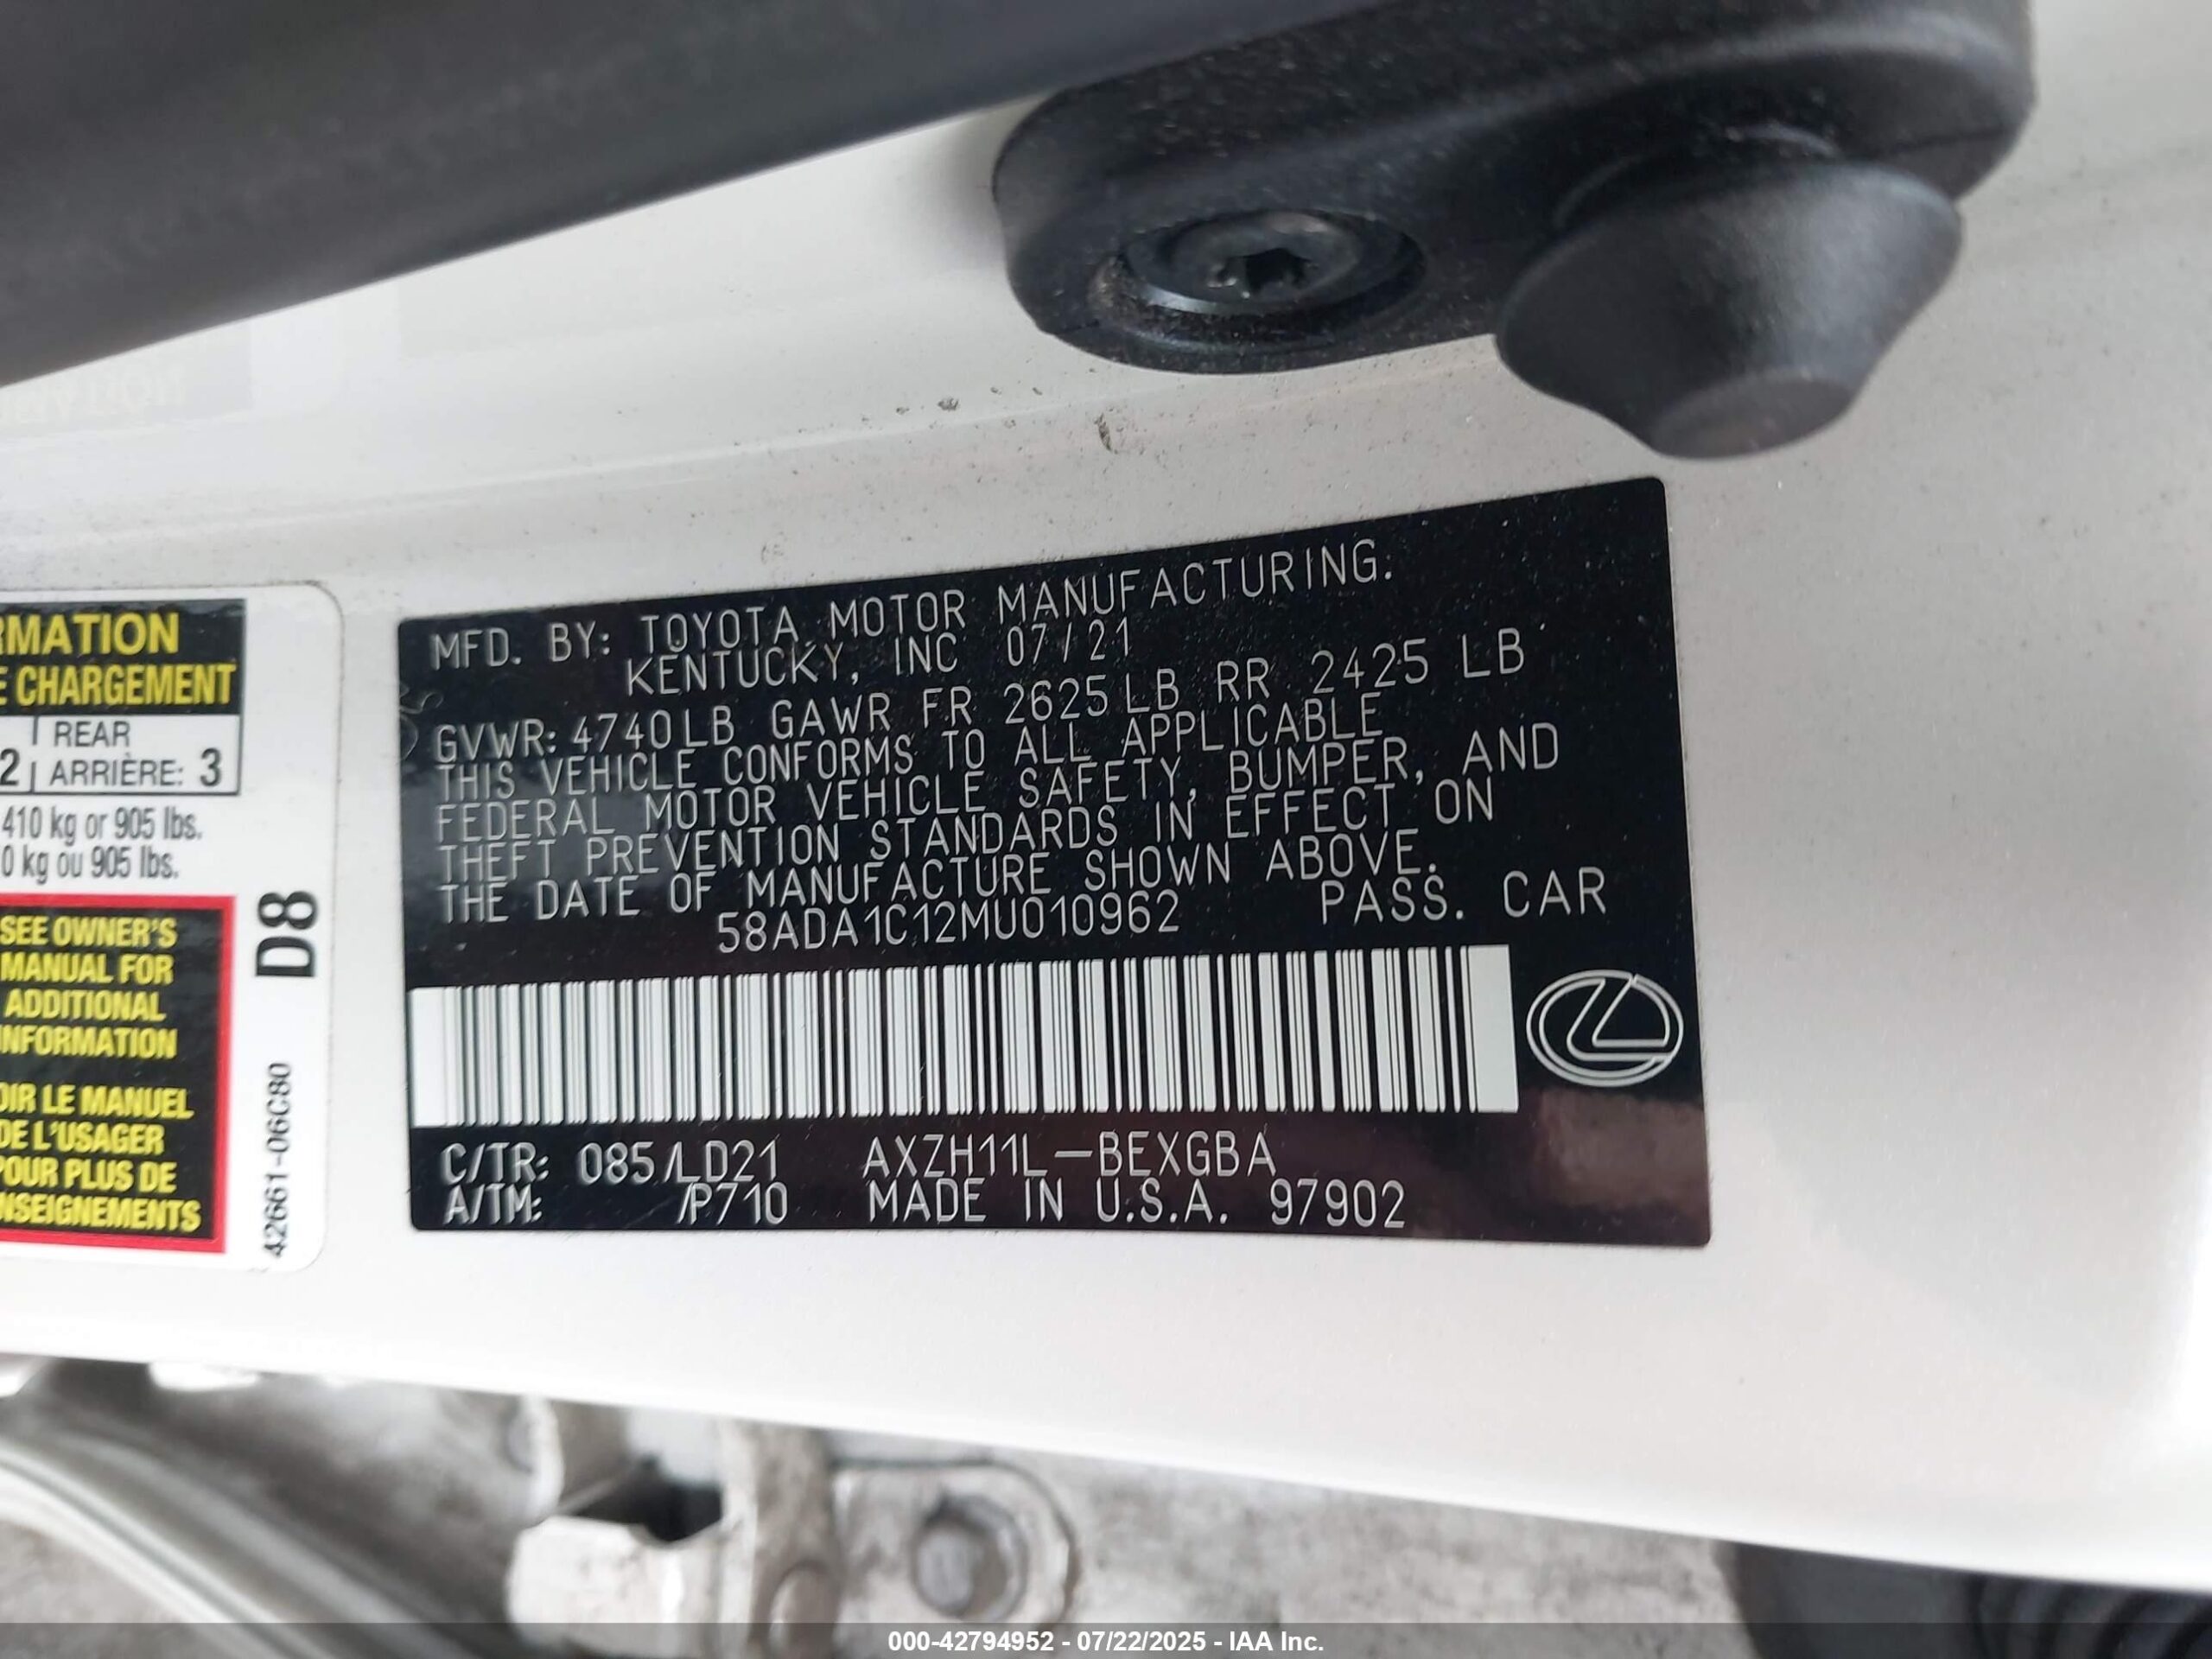 RMATION
E CHARGEMENT
REAR
2 ARRIÈRE: 3
410 kg or 905 lbs.
0 kg ou 905 lbs.
SEE OWNER'S
MANUAL FOR
ADDITIONAL
INFORMATION
OIR LE MANUEL
DE L'USAGER
POUR PLUS DE
NSEIGNEMENTS
D8
42661-06C80
MFD. BY: TOYOTA MOTOR MANUFACTURING.
KENTUCKY, INC 07/21
GVWR: 4740LB GAWR FR 2625LB RR 2425 LB
THIS VEHICLE CONFORMS TO ALL APPLICABLE
FEDERAL MOTOR VEHICLE SAFETY, BUMPER, AND
THEFT PREVENTION STANDARDS IN EFFECT ON
THE DATE OF MANUFACTURE SHOWN ABOVE.
58ADA1C12MU010962 PASS. CAR
C/TR: 085/LD21 AXZH11L-BEXGBA
A/TM: /P710 MADE IN U.S.A. 97902
000-42794952 - 07/22/2025 - IAA Inc.